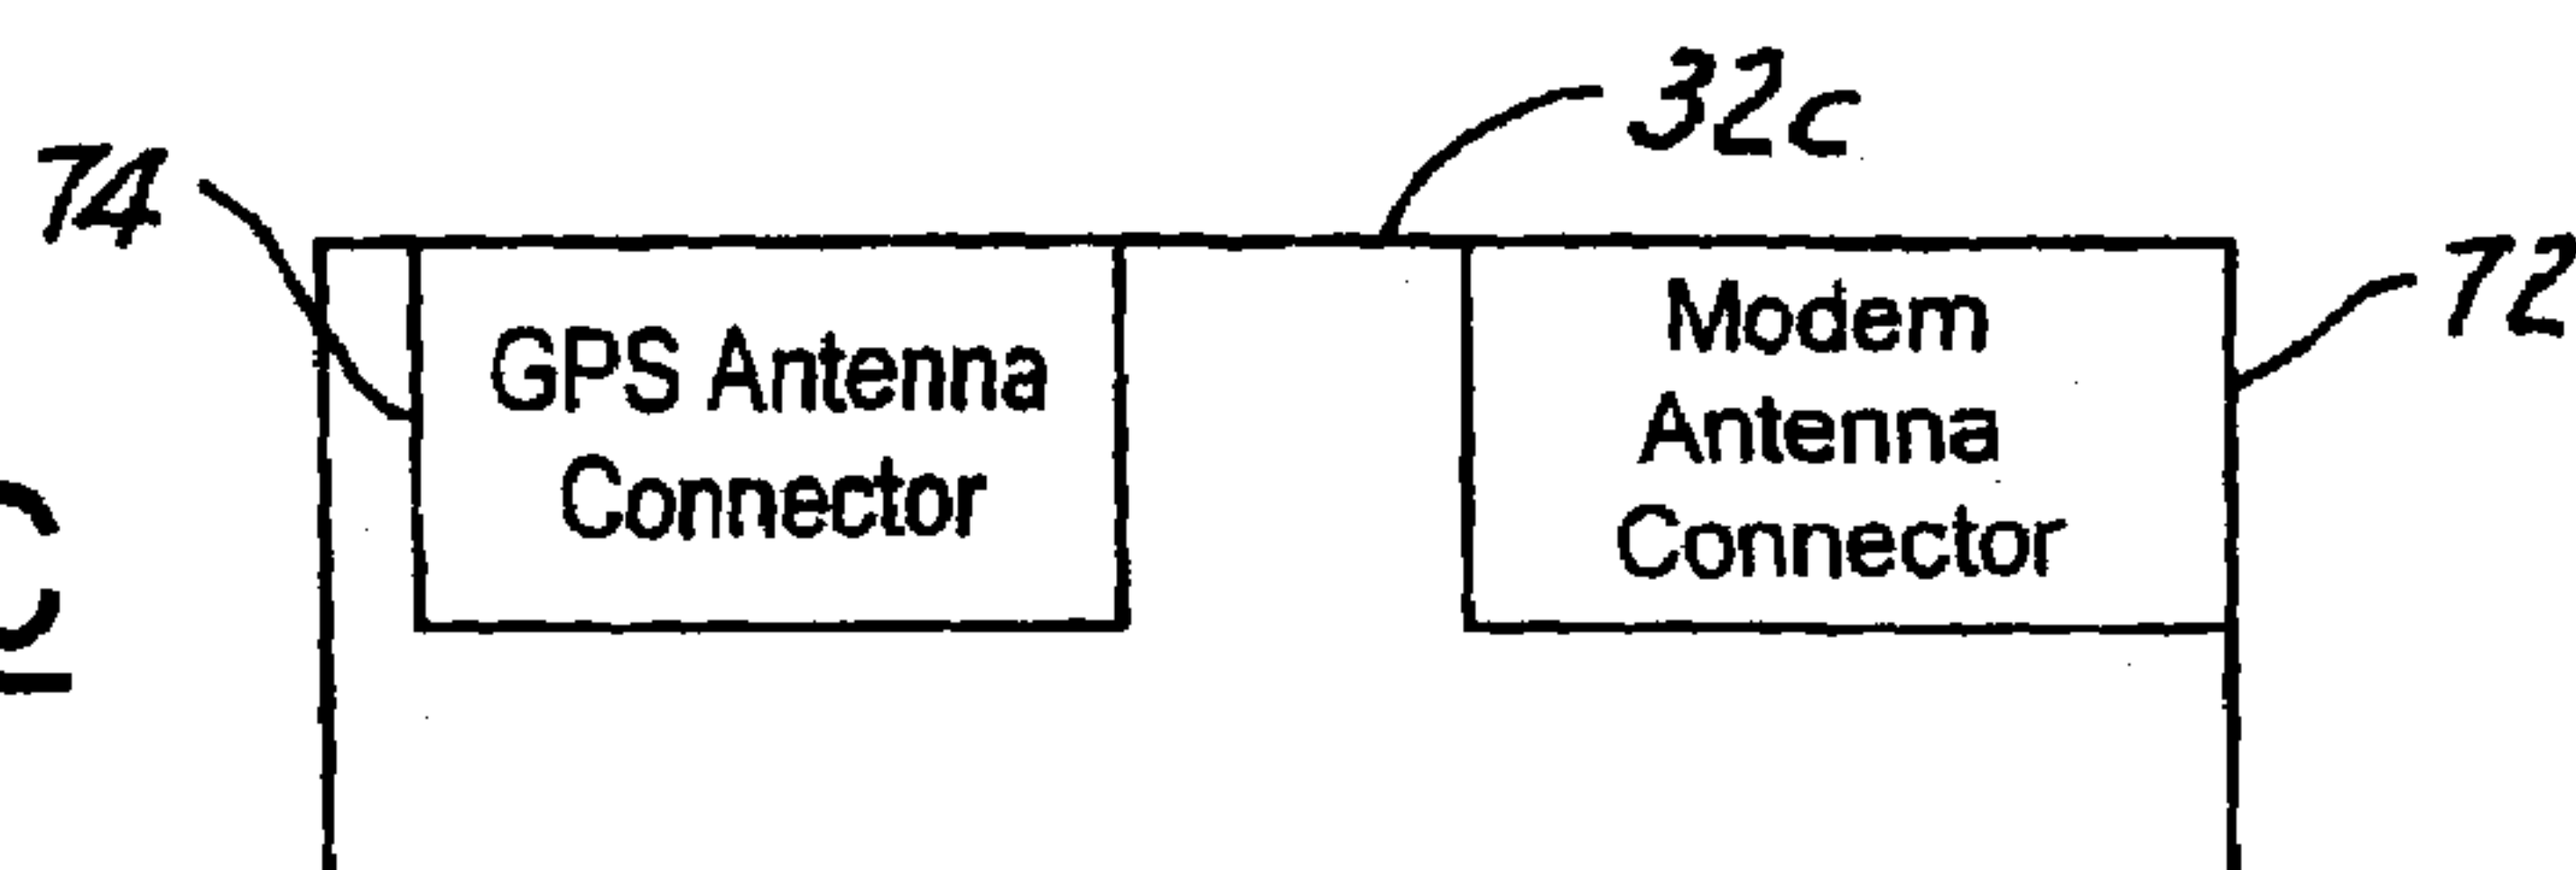 32c
74
72
GPS Antenna
Connector
Modem
Antenna
Connector
C